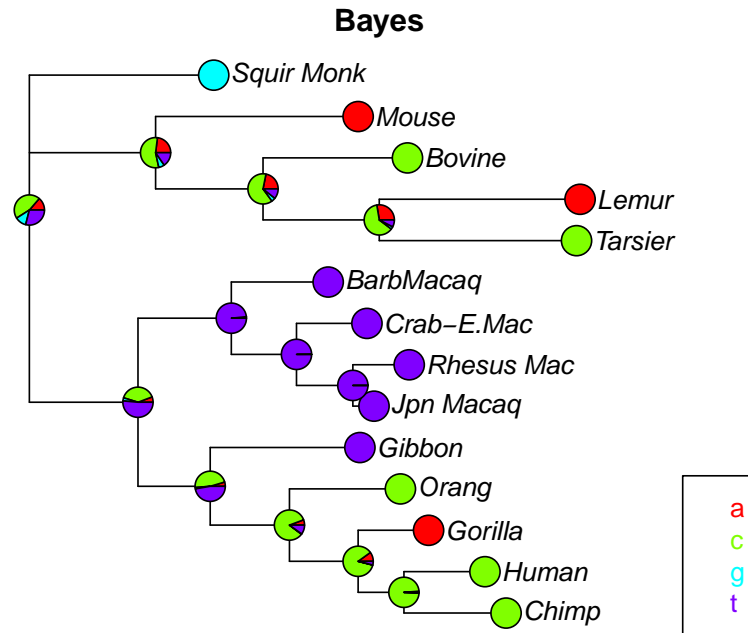 Bayes
Squir Monk
Mouse
Bovine
Lemur
Tarsier
BarbMacaq
Crab−E.Mac
Rhesus Mac
Jpn Macaq
Gibbon
Orang
Gorilla
Human
Chimp
a
c
g
t